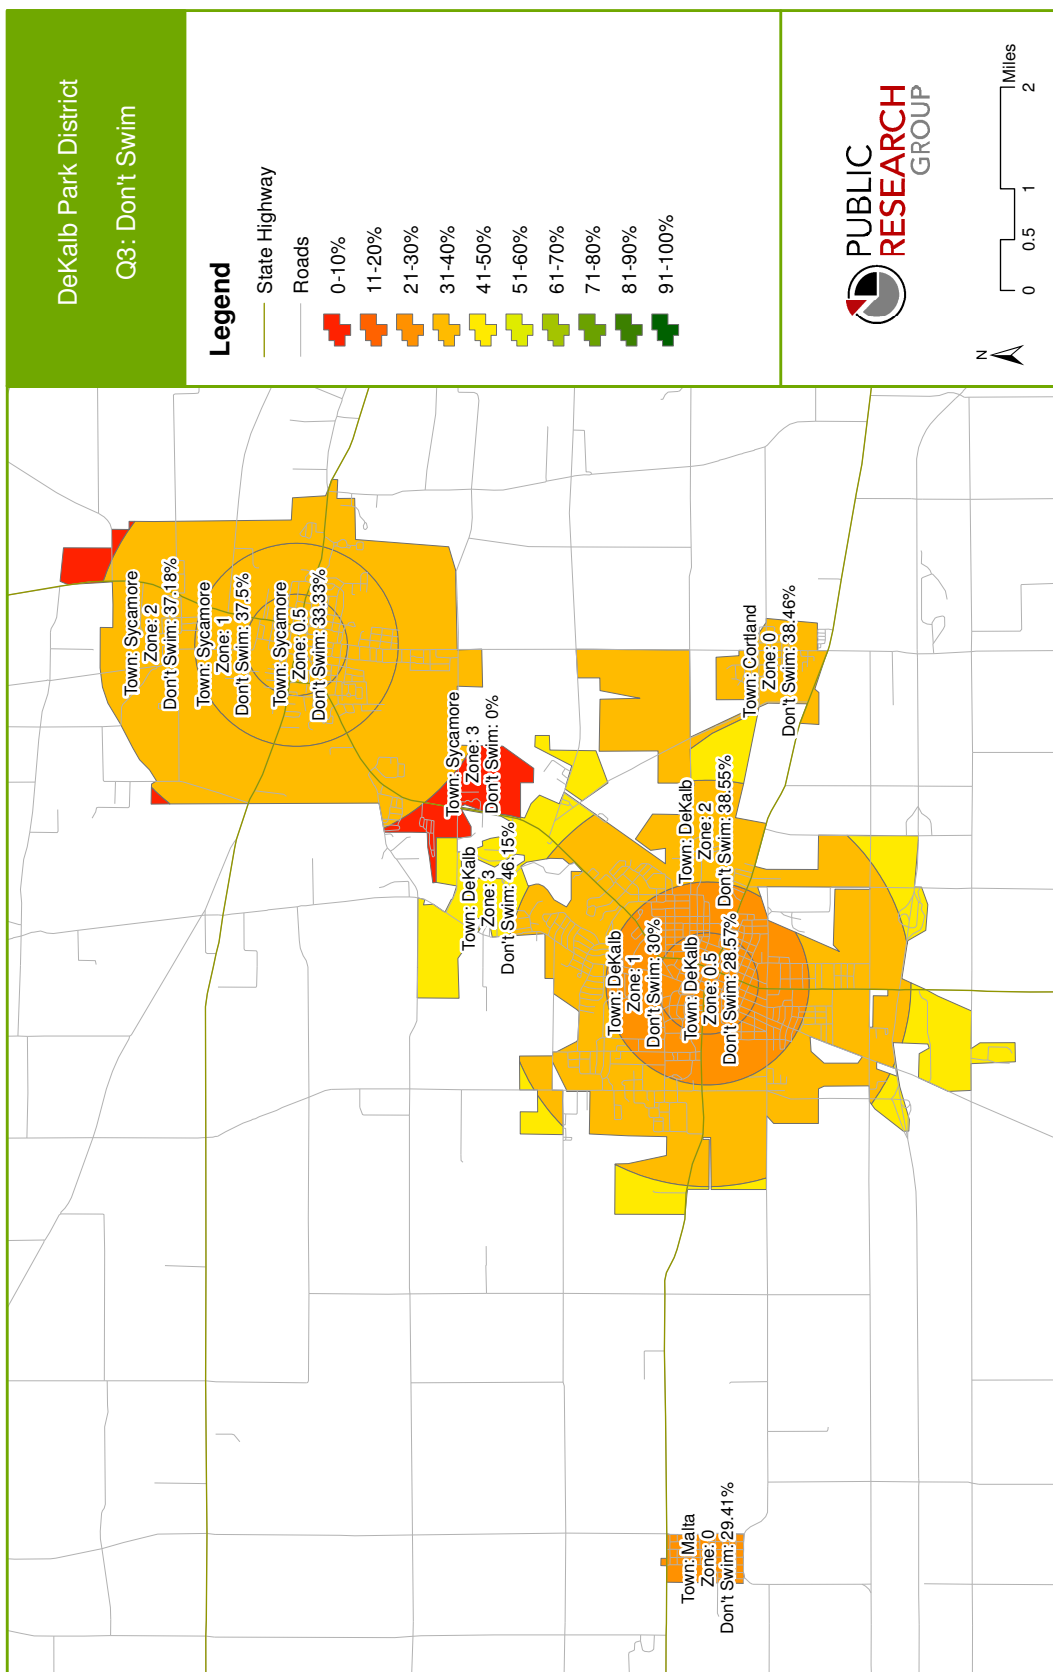 DeKalb Park District
Q3: Don't Swim
Legend
State Highway
Roads
0-10%
11-20%
21-30%
31-40%
41-50%
51-60%
61-70%
71-80%
81-90%
91-100%
PUBLIC
RESEARCH
GROUP
N
0 0.5 1 2
Miles
Town: Sycamore
Zone: 2
Don't Swim: 37.18%
Town: Sycamore
Zone: 1
Don't Swim: 37.5%
Town: Sycamore
Zone: 0.5
Don't Swim: 33.33%
Town: Sycamore
Zone: 3
Don't Swim: 0%
Town: DeKalb
Zone: 3
Don't Swim: 46.15%
Town: DeKalb
Zone: 1
Don't Swim: 30%
Town: DeKalb
Zone: 0.5
Don't Swim: 28.57%
Town: DeKalb
Zone: 2
Don't Swim: 38.55%
Town: Cortland
Zone: 0
Don't Swim: 38.46%
Town: Malta
Zone: 0
Don't Swim: 29.41%